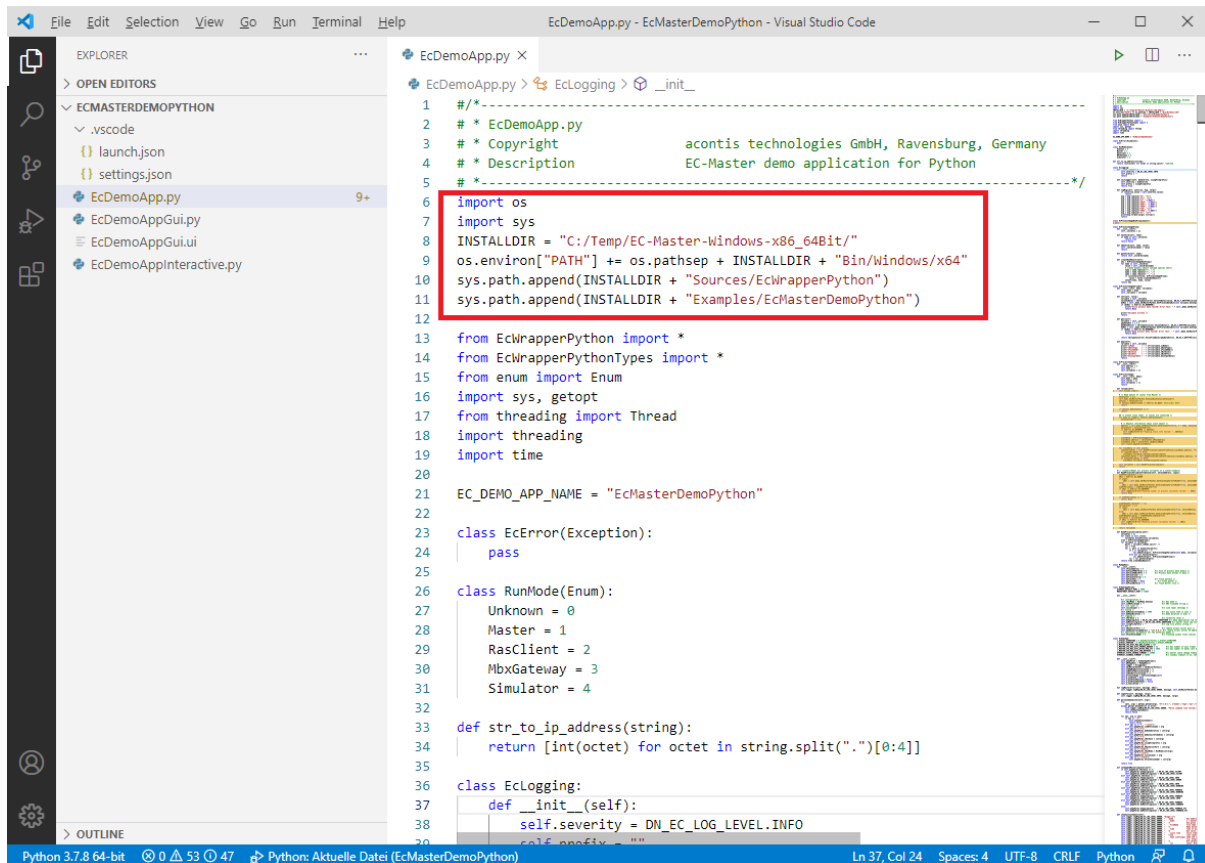 File Edit Selection View Go Run Terminal Help EcDemoApp.py - EcMasterDemoPython - Visual Studio Code
EXPLORER
OPEN EDITORS
ECMASTERDEMOPYTHON
.vscode
{} launch.json
{} settings.json
EcDemoApp.py 9+
EcDemoAppGui.py
EcDemoAppGui.ui
EcDemoAppInteractive.py
OUTLINE
EcDemoApp.py
EcDemoApp.py > EcLogging > __init__
1 #/*-----------------------------------------------------------------------------
2 # * EcDemoApp.py
3 # * Copyright acontis technologies GmbH, Ravensburg, Germany
4 # * Description EC-Master demo application for Python
5 # *---------------------------------------------------------------------------*/
6 import os
7 import sys
8 INSTALLDIR = "C:/Temp/EC-Master-Windows-x86_64Bit/"
9 os.environ["PATH"] += os.pathsep + INSTALLDIR + "Bin/Windows/x64"
10 sys.path.append(INSTALLDIR + "Sources/EcWrapperPython")
11 sys.path.append(INSTALLDIR + "Examples/EcMasterDemoPython")
12
13 from EcWrapperPython import *
14 from EcWrapperPythonTypes import *
15 from enum import Enum
16 import sys, getopt
17 from threading import Thread
18 import threading
19 import time
20
21 EC_DEMO_APP_NAME = "EcMasterDemoPython"
22
23 class EcError(Exception):
24 pass
25
26 class RunMode(Enum):
27 Unknown = 0
28 Master = 1
29 RasClient = 2
30 MbxGateway = 3
31 Simulator = 4
32
33 def str_to_ip_address(string):
34 return [int(octet) for octet in string.split(".")[0:4]]
35
36 class EcLogging:
37 def __init__(self):
38 self.severity = DN_EC_LOG_LEVEL.INFO
39 self.prefix = ""
Python 3.7.8 64-bit 0 53 47 Python: Aktuelle Datei (EcMasterDemoPython) Ln 37, Col 24 Spaces: 4 UTF-8 CRLF Python